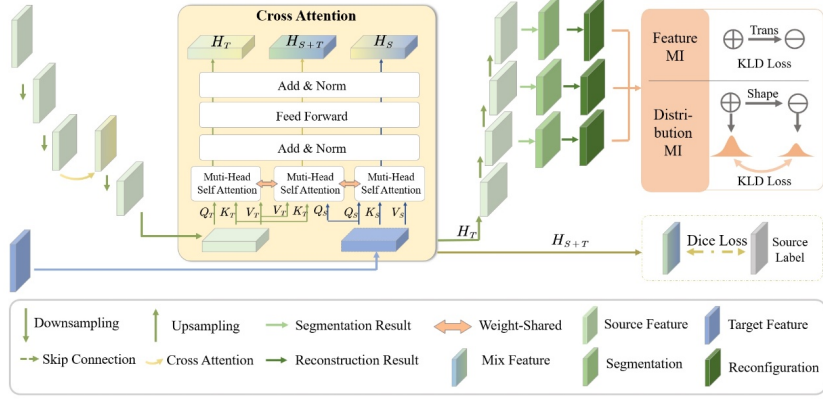 Cross Attention
H_T
H_{S+T}
H_S
Add & Norm
Feed Forward
Add & Norm
Muti-Head
Self Attention
Muti-Head
Self Attention
Muti-Head
Self Attention
Q_T K_T V_T V_T K_T Q_S Q_S K_S V_S
H_T
H_{S+T}
Feature
MI
Trans
KLD Loss
Distri-
bution
MI
Shape
KLD Loss
Dice Loss
Source
Label
Downsampling
Upsampling
Segmentation Result
Weight-Shared
Source Feature
Target Feature
Skip Connection
Cross Attention
Reconstruction Result
Mix Feature
Segmentation
Reconfiguration